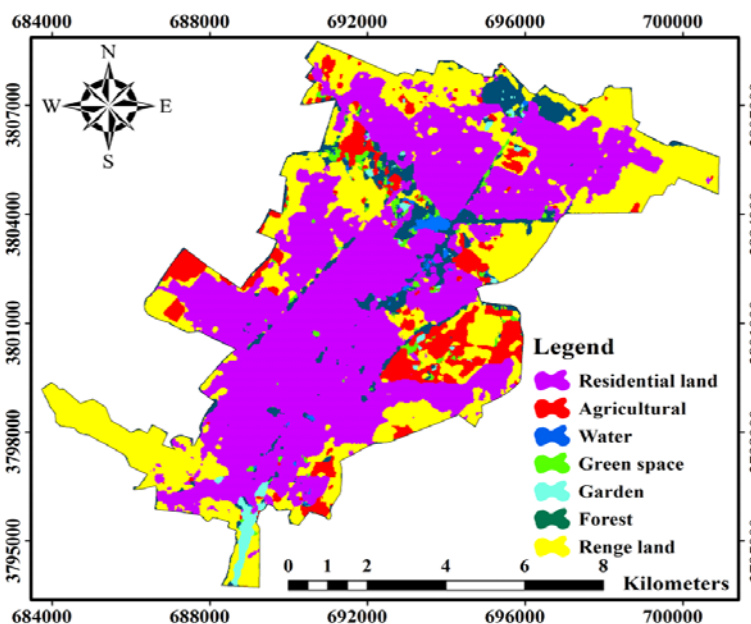 684000 688000 692000 696000 700000
N
W E
S
3807000
3804000
3801000
3798000
3795000
Legend
Residential land
Agricultural
Water
Green space
Garden
Forest
Renge land
0 1 2 4 6 8
Kilometers
684000 688000 692000 696000 700000